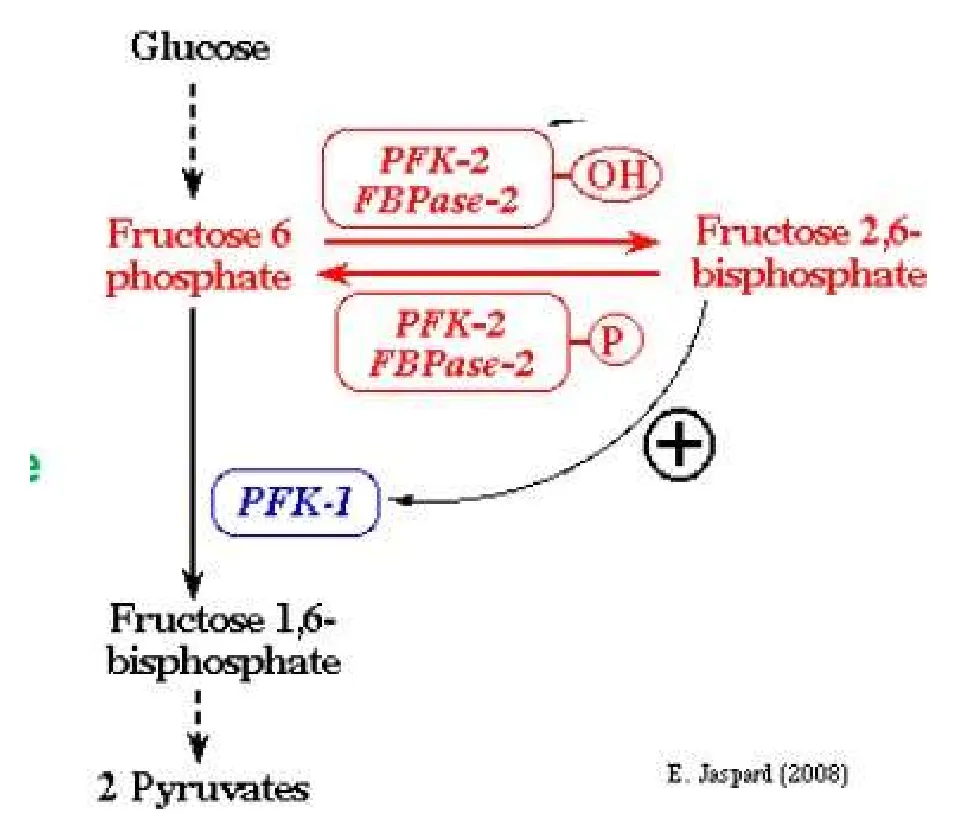 Glucose
PFK-2
FBPase-2
OH
Fructose 6
phosphate
Fructose 2,6-
bisphosphate
PFK-2
FBPase-2
P
+
PFK-1
Fructose 1,6-
bisphosphate
2 Pyruvates
E. Jaspard (2008)